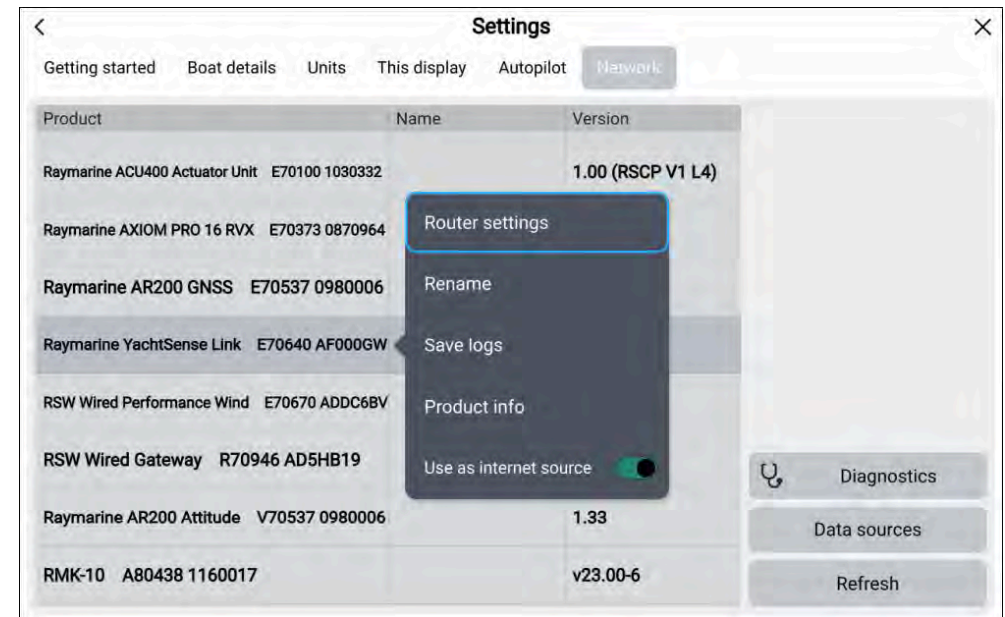 Settings
Getting started Boat details Units This display Autopilot Network
Product Name Version
Raymarine ACU400 Actuator Unit E70100 1030332 1.00 (RSCP V1 L4)
Raymarine AXIOM PRO 16 RVX E70373 0870964
Raymarine AR200 GNSS E70537 0980006
Raymarine YachtSense Link E70640 AF000GW
RSW Wired Performance Wind E70670 ADDC6BV
RSW Wired Gateway R70946 AD5HB19
Raymarine AR200 Attitude V70537 0980006 1.33
RMK-10 A80438 1160017 v23.00-6
Router settings
Rename
Save logs
Product info
Use as internet source
Diagnostics
Data sources
Refresh